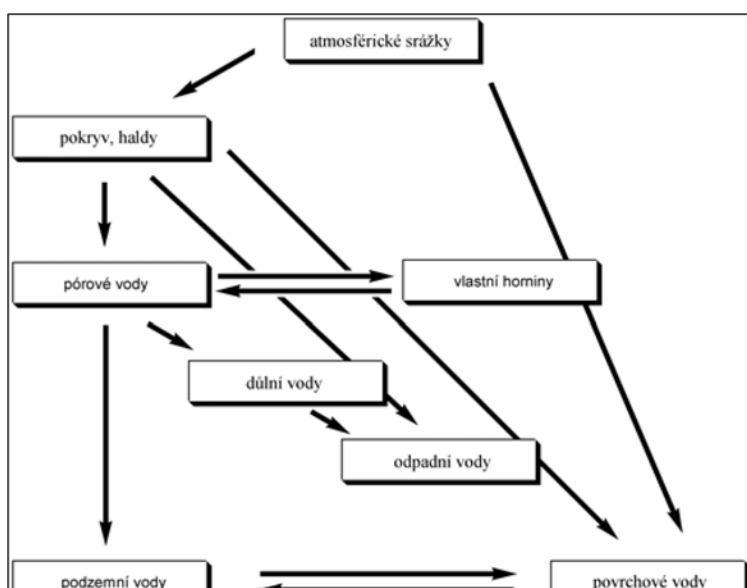 atmosférické srážky
pokryv, haldy
pórové vody
vlastní horniny
důlní vody
odpadní vody
podzemní vody
povrchové vody